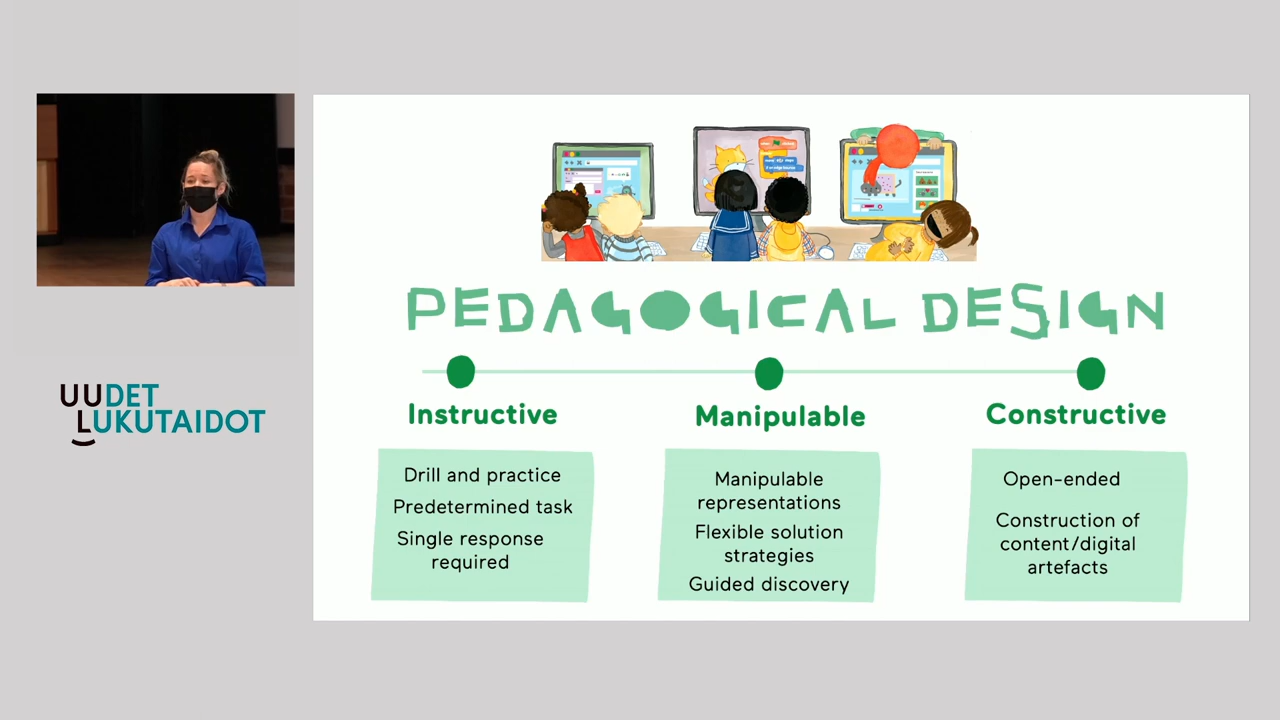 UUDET
LUKUTAIDOT
PEDAGOGICAL DESIGN
Instructive
Drill and practice
Predetermined task
Single response
required
Manipulable
Manipulable
representations
Flexible solution
strategies
Guided discovery
Constructive
Open-ended
Construction of
content/digital
artefacts